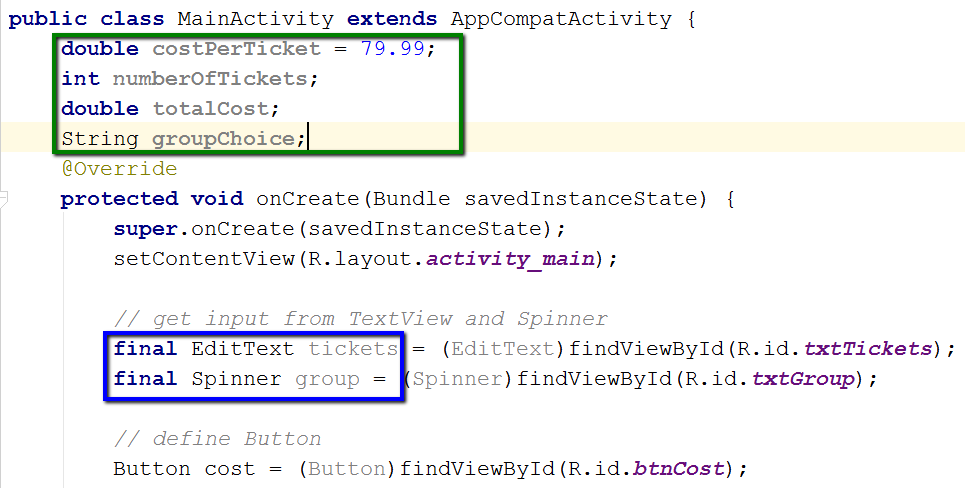 public class MainActivity extends AppCompatActivity {
double costPerTicket = 79.99;
int numberOfTickets;
double totalCost;
String groupChoice;
@Override
protected void onCreate(Bundle savedInstanceState) {
super.onCreate(savedInstanceState);
setContentView(R.layout.activity_main);
// get input from TextView and Spinner
final EditText tickets = (EditText)findViewById(R.id.txtTickets);
final Spinner group = (Spinner)findViewById(R.id.txtGroup);
// define Button
Button cost = (Button)findViewById(R.id.btnCost);